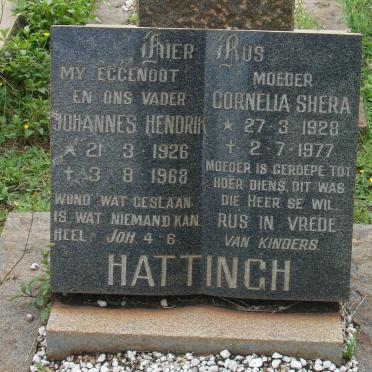 Hier Rus
MY EGGENOOT
EN ONS VADER
JOHANNES HENDRIK
★ 21 · 3 · 1926
✝ 3 · 8 · 1968
WOND WAT GESLAAN
IS WAT NIEMAND KAN
HEEL JOH. 4·6
MOEDER
CORNELIA SHERA
★ 27·3·1928
✝ 2·7·1977
MOEDER IS GEROEPE TOT
HOËR DIENS, DIT WAS
DIE HEER SE WIL
RUS IN VREDE
VAN KINDERS.
HATTINGH